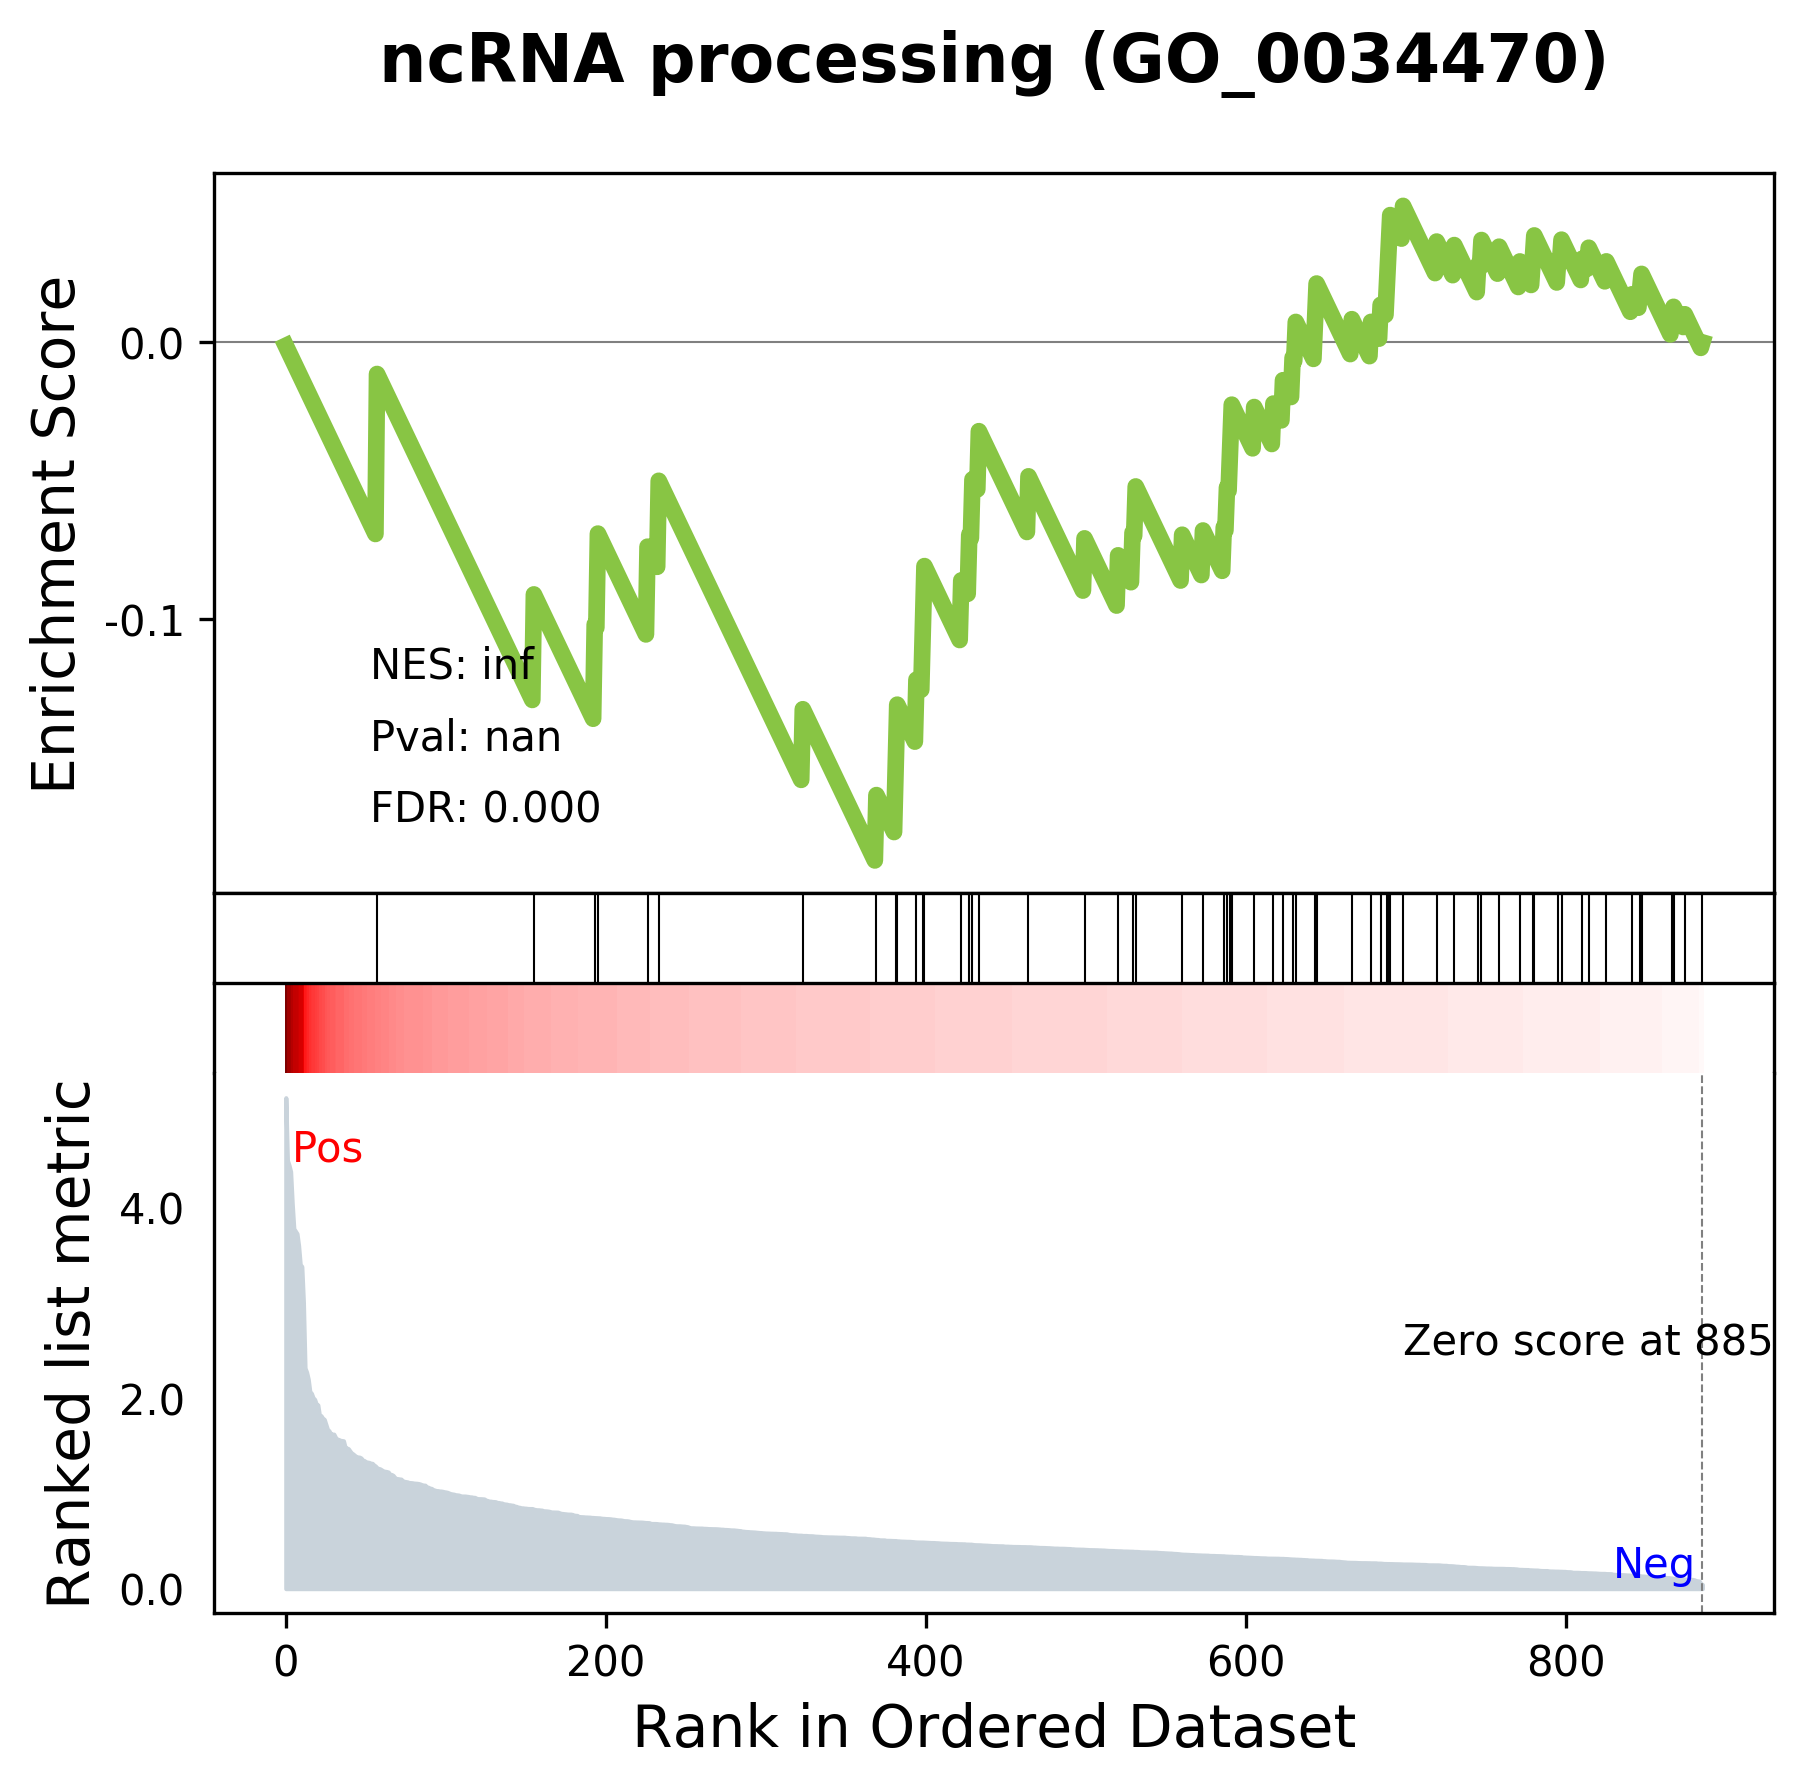 ncRNA processing (GO_0034470)
Enrichment Score
0.0
-0.1
NES: inf
Pval: nan
FDR: 0.000
Ranked list metric
Pos
4.0
Zero score at 885
2.0
Neg
0.0
0 200 400 600 800
Rank in Ordered Dataset